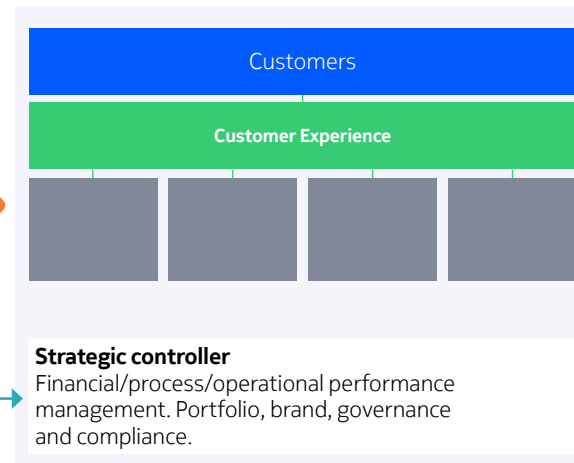 Customers
Customer Experience
Strategic controller
Financial/process/operational performance
management. Portfolio, brand, governance
and compliance.